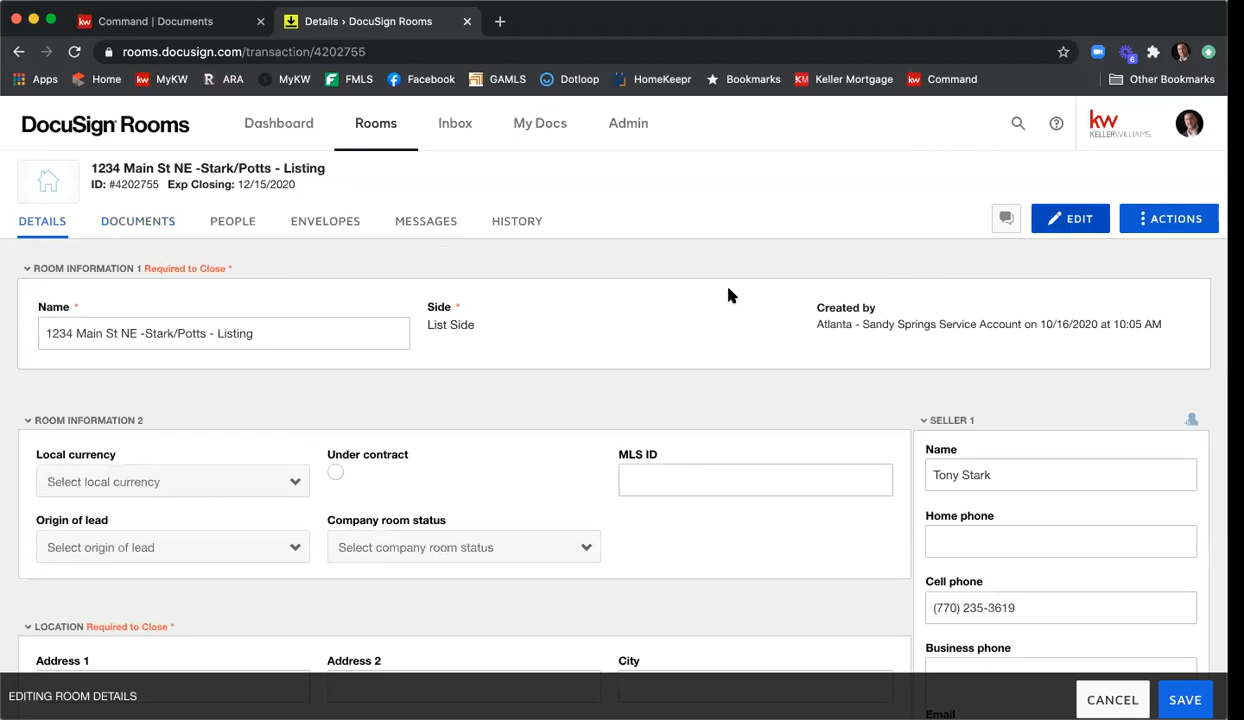 Command | Documents
Details › DocuSign Rooms
rooms.docusign.com/transaction/4202755
6
Apps
Home
kw MyKW
R ARA
MyKW
FMLS
Facebook
GAMLS
Dotloop
HomeKeepr
Bookmarks
KM Keller Mortgage
kw Command
Other Bookmarks
DocuSign Rooms
Dashboard
Rooms
Inbox
My Docs
Admin
kw
KELLERWILLIAMS.
1234 Main St NE -Stark/Potts - Listing
ID: #4202755 Exp Closing: 12/15/2020
DETAILS
DOCUMENTS
PEOPLE
ENVELOPES
MESSAGES
HISTORY
EDIT
ACTIONS
ROOM INFORMATION 1 Required to Close *
Name *
1234 Main St NE -Stark/Potts - Listing
Side *
List Side
Created by
Atlanta - Sandy Springs Service Account on 10/16/2020 at 10:05 AM
ROOM INFORMATION 2
Local currency
Select local currency
Under contract
MLS ID
Origin of lead
Select origin of lead
Company room status
Select company room status
SELLER 1
Name
Tony Stark
Home phone
Cell phone
(770) 235-3619
Business phone
Email
LOCATION Required to Close *
Address 1
Address 2
City
EDITING ROOM DETAILS
CANCEL
SAVE